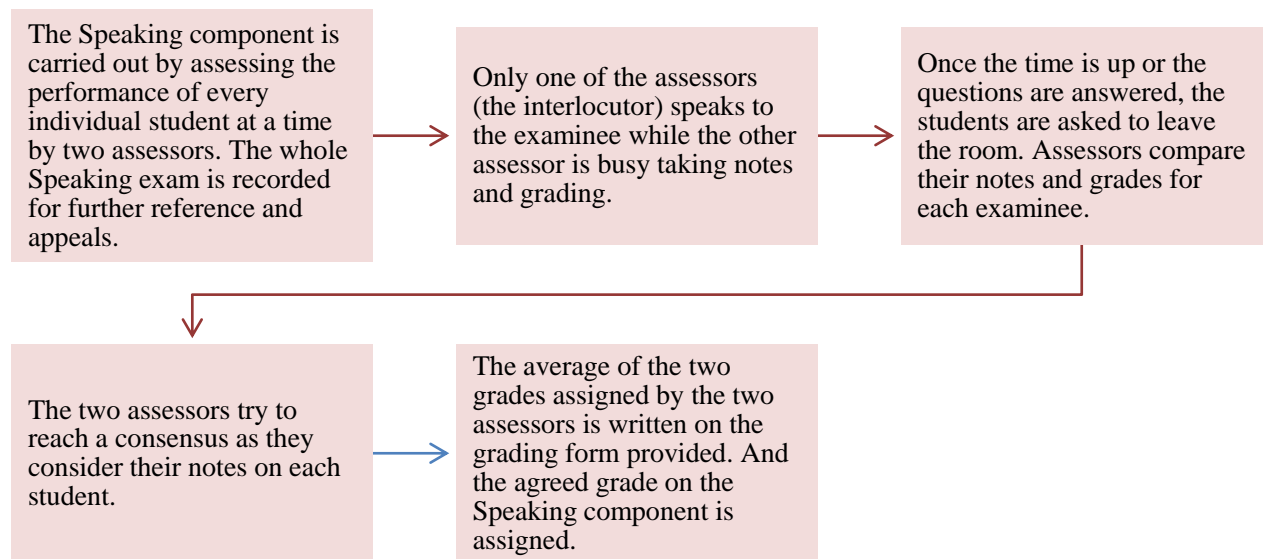 The Speaking component is
carried out by assessing the
performance of every
individual student at a time
by two assessors. The whole
Speaking exam is recorded
for further reference and
appeals.
Only one of the assessors
(the interlocutor) speaks to
the examinee while the other
assessor is busy taking notes
and grading.
Once the time is up or the
questions are answered, the
students are asked to leave
the room. Assessors compare
their notes and grades for
each examinee.
The two assessors try to
reach a consensus as they
consider their notes on each
student.
The average of the two
grades assigned by the two
assessors is written on the
grading form provided. And
the agreed grade on the
Speaking component is
assigned.